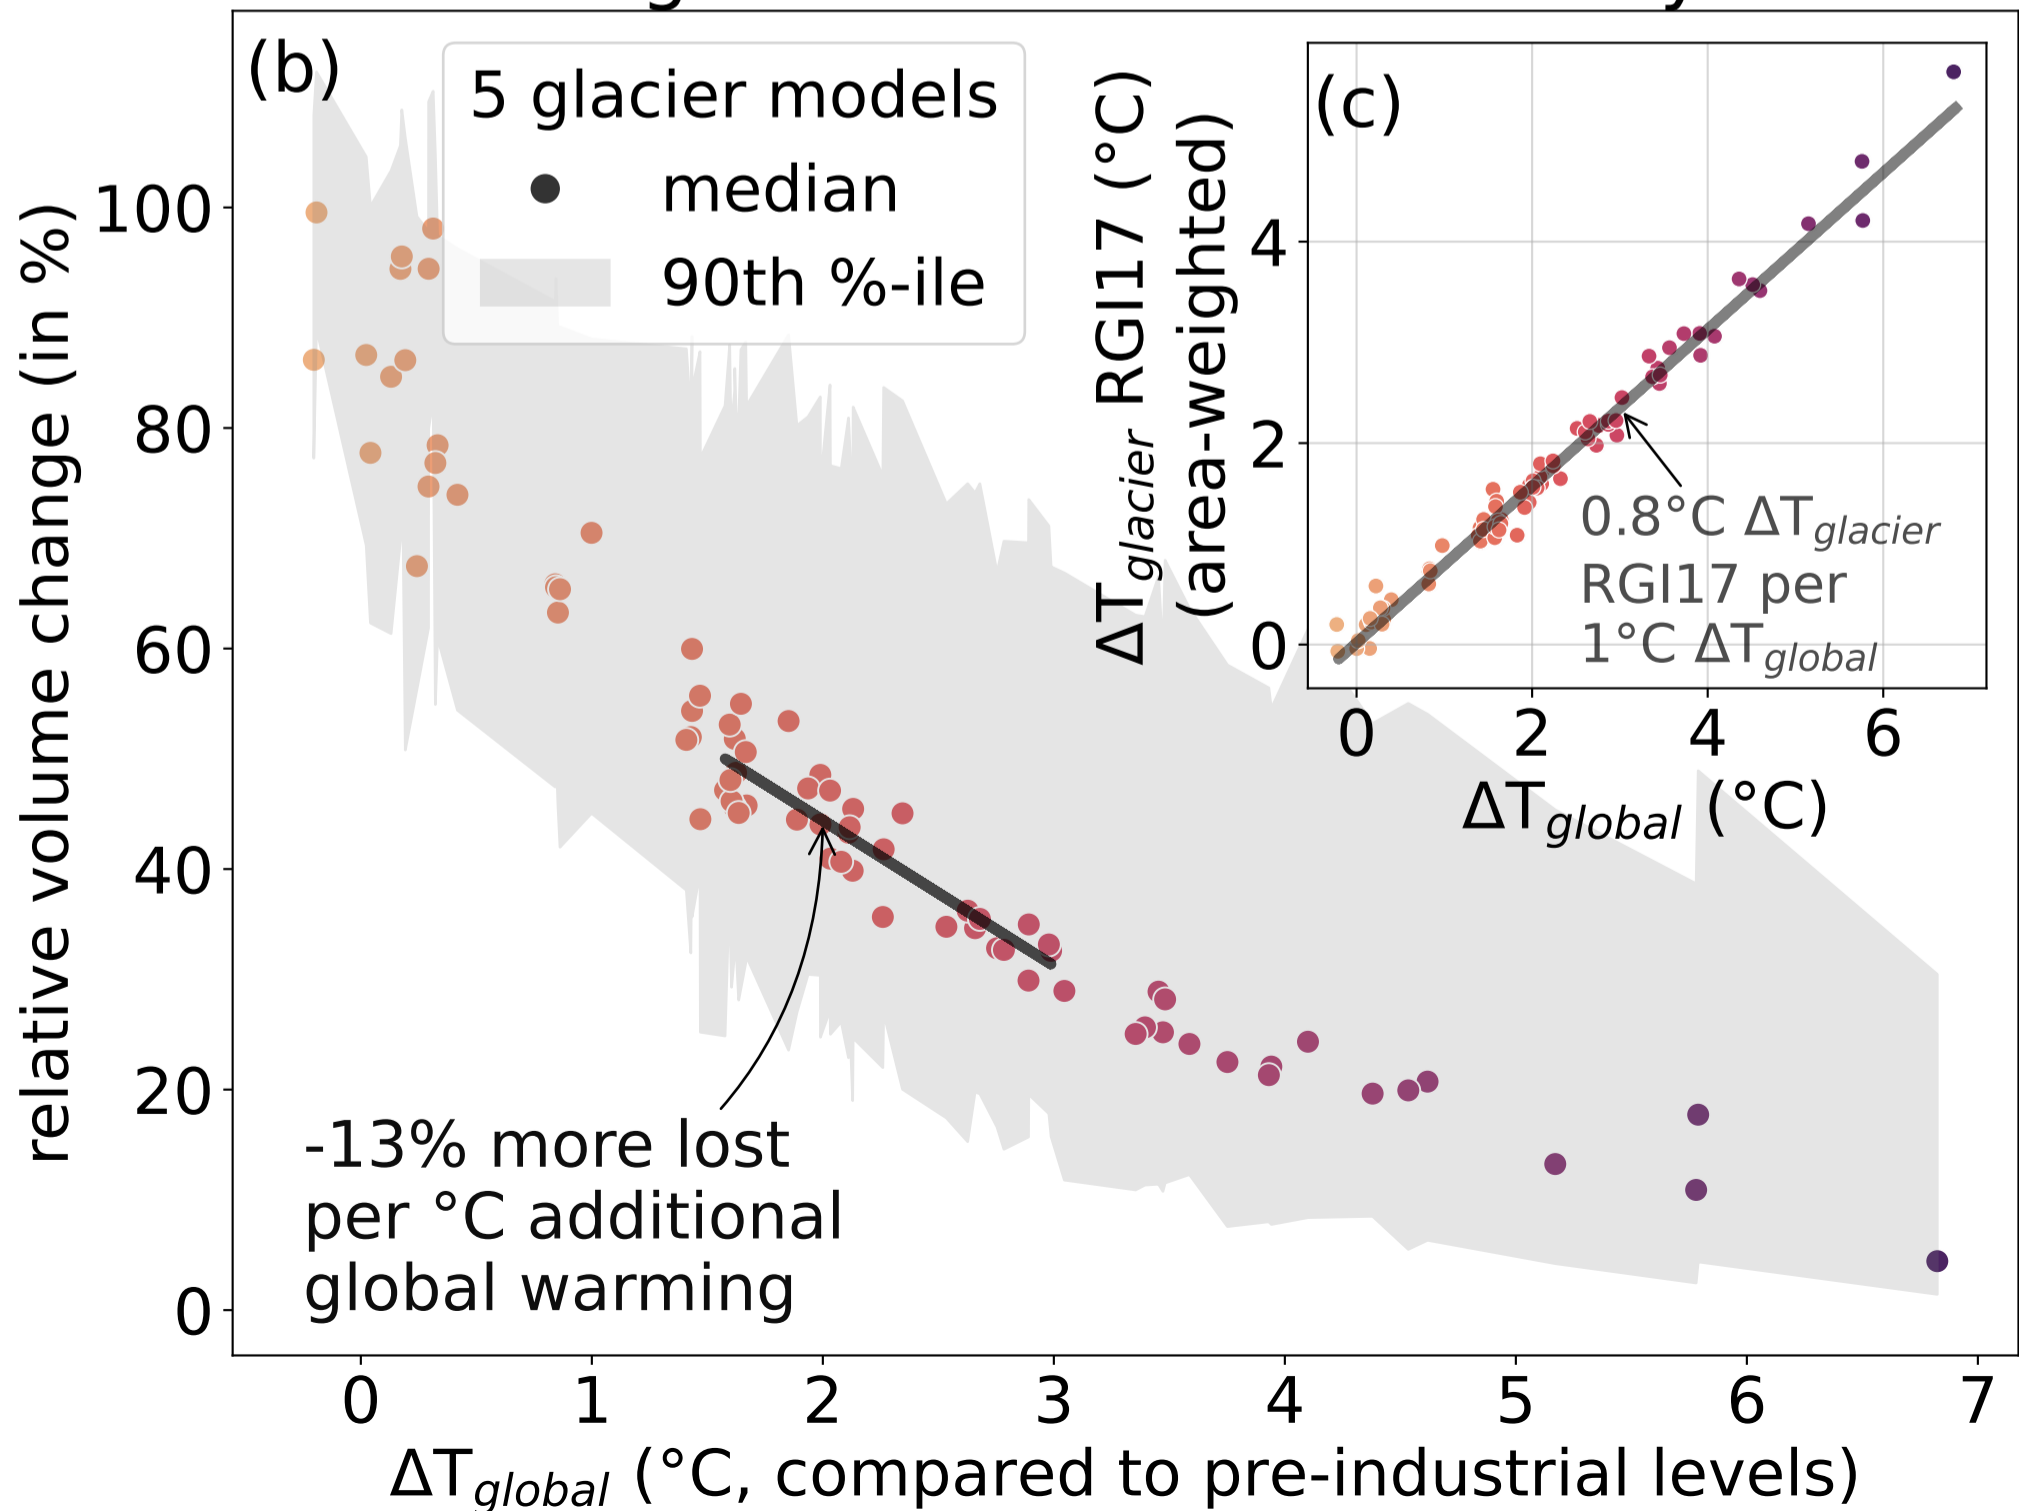 (b)
5 glacier models
median
90th %-ile
relative volume change (in %)
100
80
60
40
20
0
-13% more lost
per °C additional
global warming
0
1
2
3
4
5
6
7
ΔTglobal (°C, compared to pre-industrial levels)
(c)
ΔTglacier RGI17 (°C)
(area-weighted)
4
2
0
0.8°C ΔTglacier
RGI17 per
1°C ΔTglobal
0
2
4
6
ΔTglobal (°C)